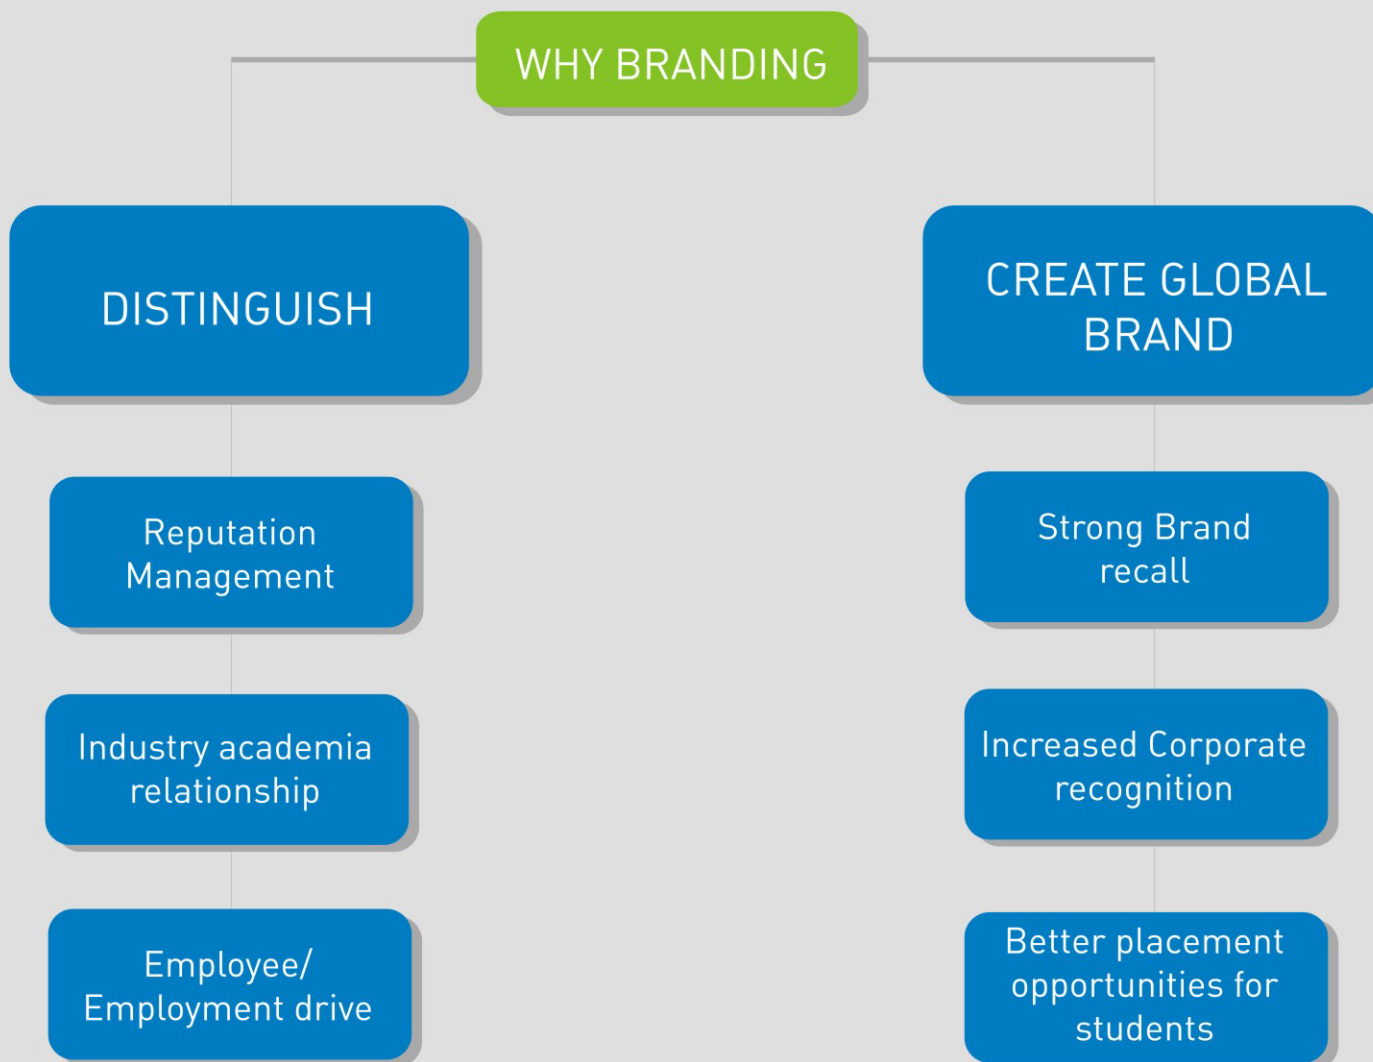 WHY BRANDING
DISTINGUISH
Reputation
Management
Industry academia
relationship
Employee/
Employment drive
CREATE GLOBAL
BRAND
Strong Brand
recall
Increased Corporate
recognition
Better placement
opportunities for
students